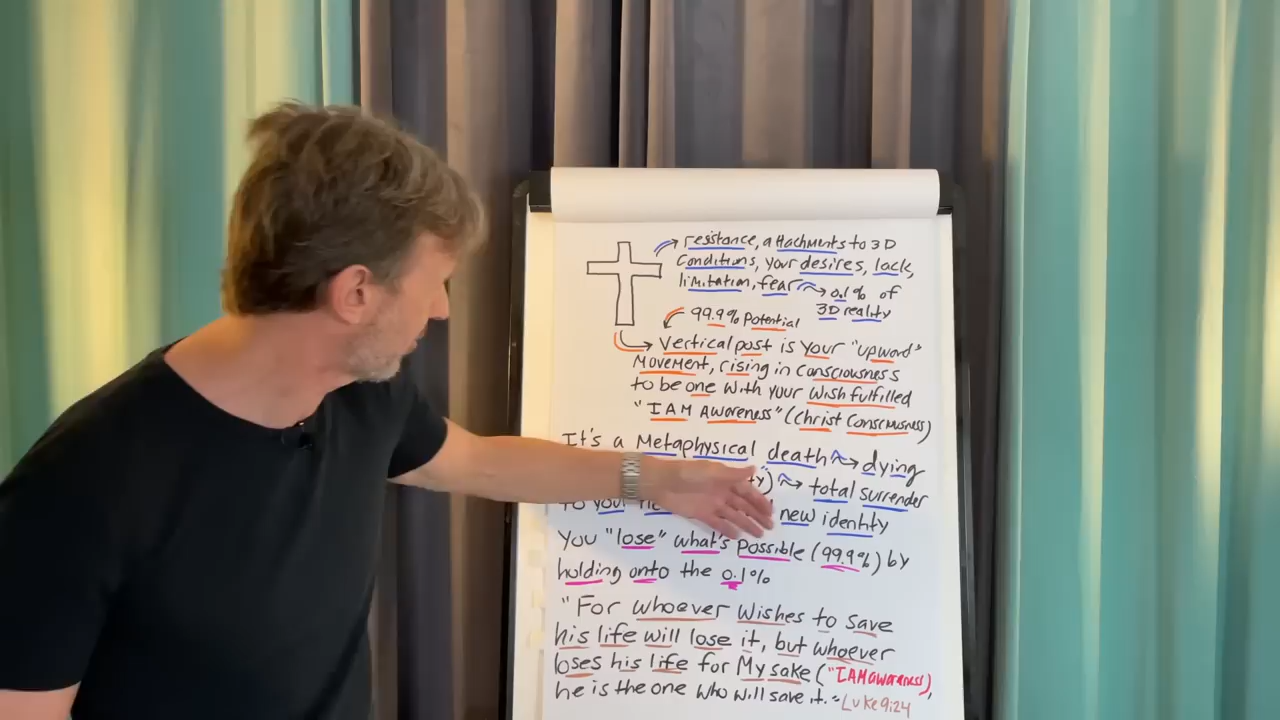 resistance, attachments to 3D
conditions, your desires, lack,
limitation, fear → 0.1% of
3D reality
99.9% Potential
→ vertical post is your "upward"
Movement, rising in consciousness
to be one with your wish fulfilled
"I AM Awareness" (Christ Consciousness)
It's a Metaphysical death → dying
ty) → total surrender
to your new identity
You "lose" what's possible (99.9%) by
holding onto the 0.1%
"For whoever wishes to save
his life will lose it, but whoever
loses his life for My sake ("I AM awareness),
he is the one who will save it." Luke 9:24